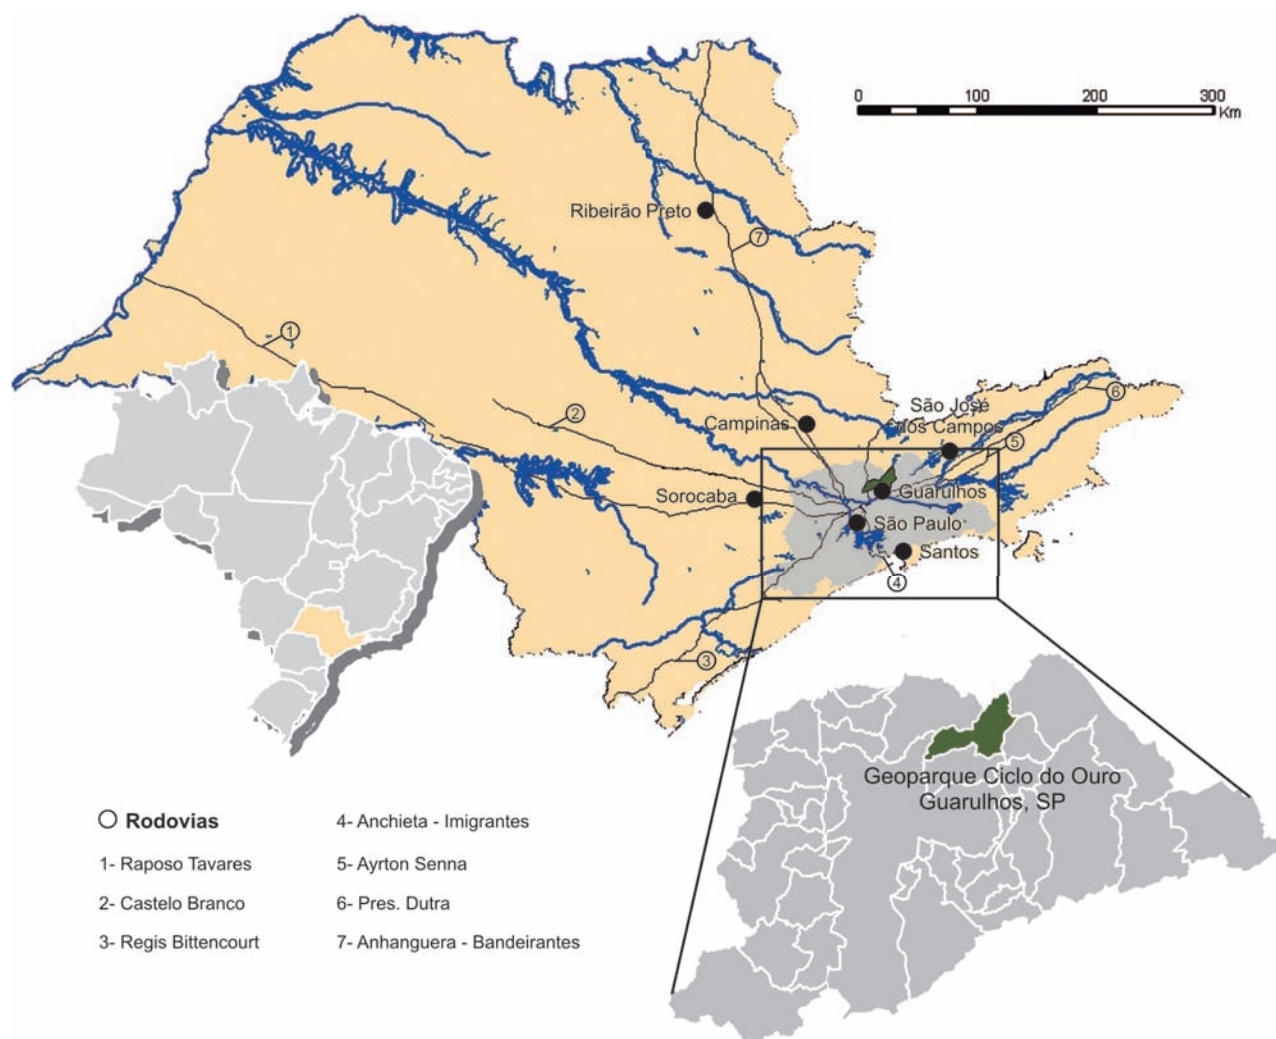 0 100 200 300
Km
Ribeirão Preto
7
1
2
Campinas
São José
dos Campos
6
5
Sorocaba
Guarulhos
São Paulo
Santos
4
3
Geoparque Ciclo do Ouro
Guarulhos, SP
Rodovias
1- Raposo Tavares
2- Castelo Branco
3- Regis Bittencourt
4- Anchieta - Imigrantes
5- Ayrton Senna
6- Pres. Dutra
7- Anhanguera - Bandeirantes